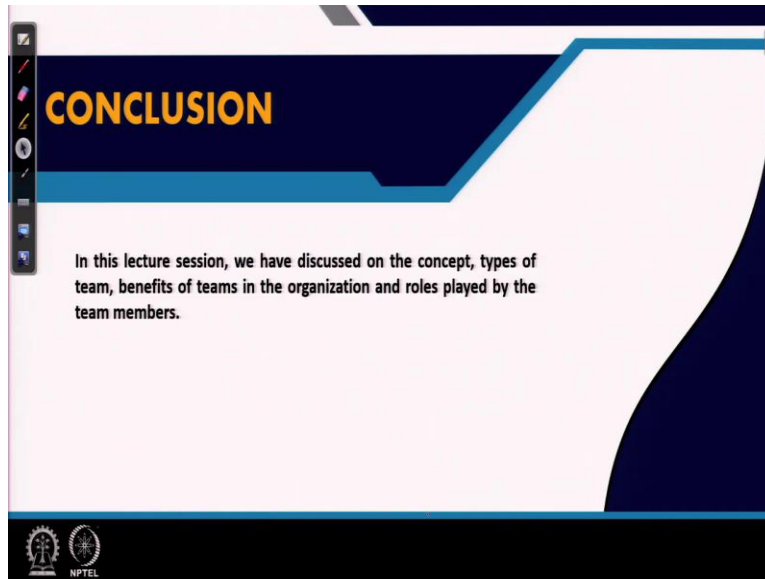 CONCLUSION
In this lecture session, we have discussed on the concept, types of
team, benefits of teams in the organization and roles played by the
team members.
NPTEL